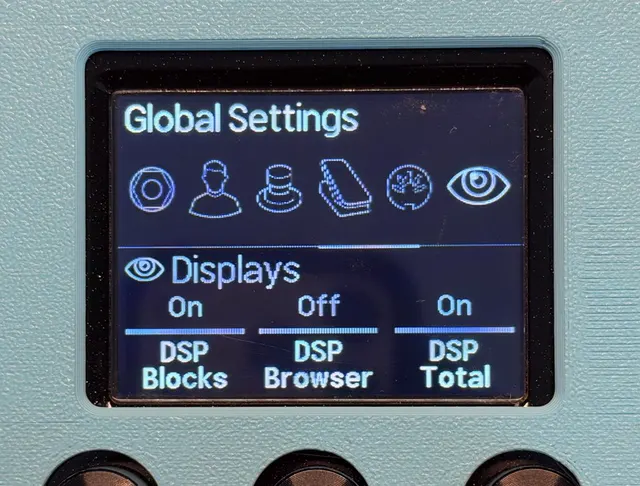 Global Settings
Displays
On Off On
DSP DSP DSP
Blocks Browser Total